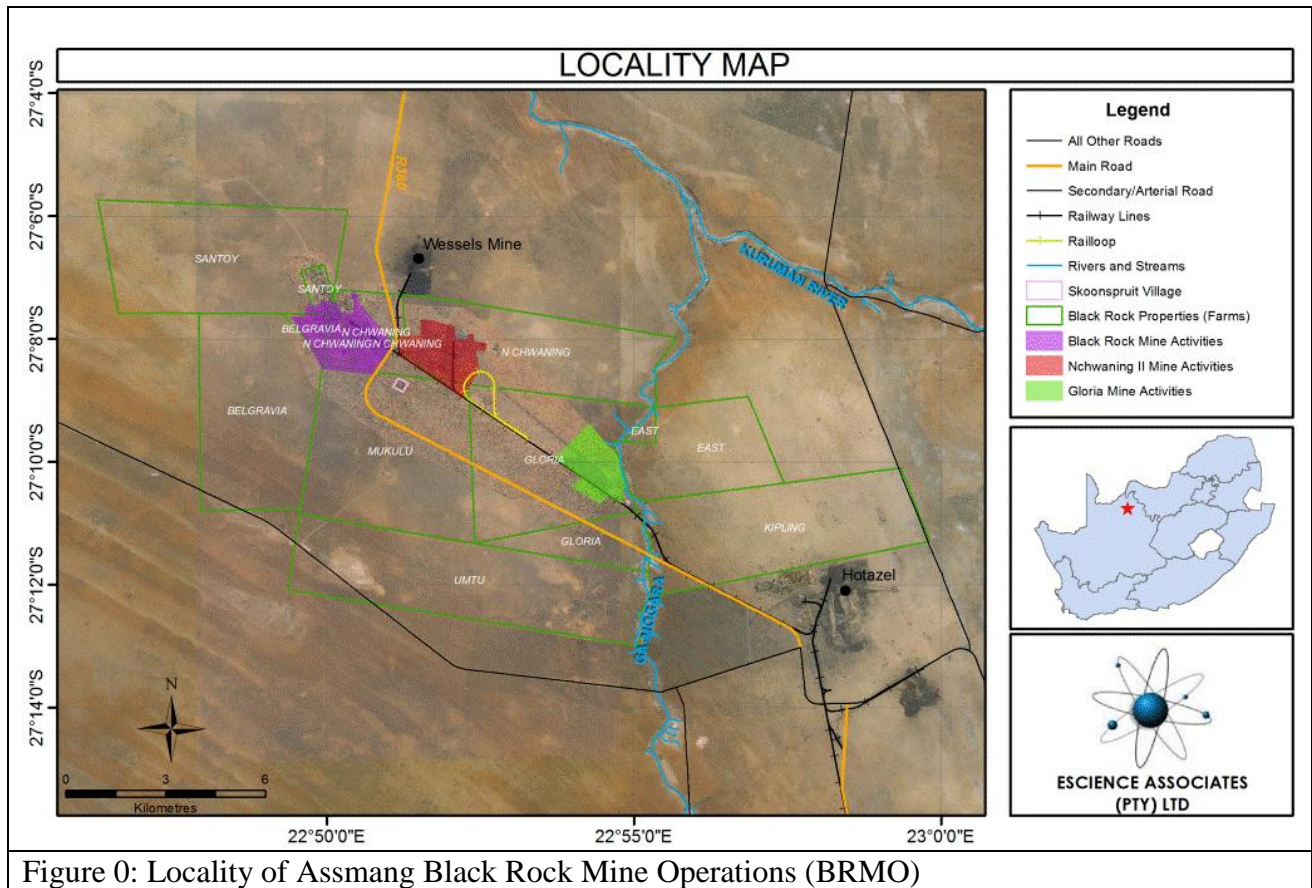 LOCALITY MAP
27°4'0"S
27°6'0"S
27°8'0"S
27°10'0"S
27°12'0"S
27°14'0"S
R380
Wessels Mine
KURUMAN RIVER
SANTOY
SANTOY
BELGRAVIA
N CHWANING
N CHWANING
N CHWANING
N CHWANING
BELGRAVIA
MUKULU
EAST
EAST
GLORIA
GLORIA
KIPLING
UMTU
Hotazel
GA-MOGARA
N
0 3 6
Kilometres
22°50'0"E
22°55'0"E
23°0'0"E
Legend
All Other Roads
Main Road
Secondary/Arterial Road
Railway Lines
Railloop
Rivers and Streams
Skoonspruit Village
Black Rock Properties (Farms)
Black Rock Mine Activities
Nchwaning II Mine Activities
Gloria Mine Activities
ESCIENCE ASSOCIATES
(PTY) LTD
Figure 0: Locality of Assmang Black Rock Mine Operations (BRMO)